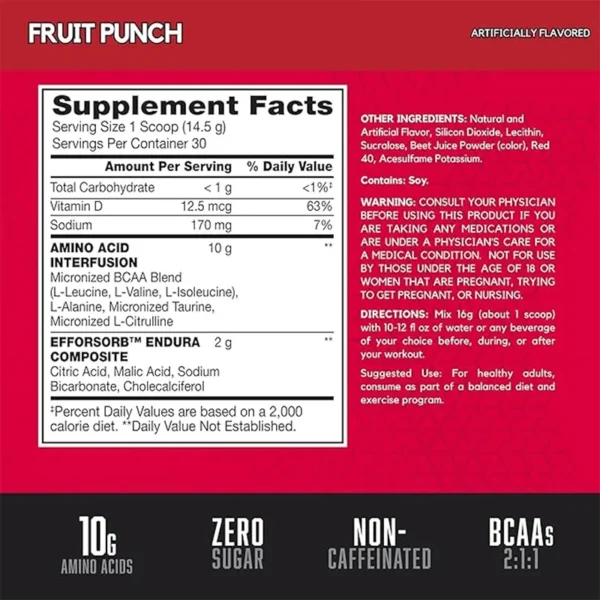 FRUIT PUNCH
ARTIFICIALLY FLAVORED
Supplement Facts
Serving Size 1 Scoop (14.5 g)
Servings Per Container 30
Amount Per Serving % Daily Value
Total Carbohydrate < 1 g <1%‡
Vitamin D 12.5 mcg 63%
Sodium 170 mg 7%
AMINO ACID 10 g **
INTERFUSION
Micronized BCAA Blend
(L-Leucine, L-Valine, L-Isoleucine),
L-Alanine, Micronized Taurine,
Micronized L-Citrulline
EFFORSORB™ ENDURA 2 g **
COMPOSITE
Citric Acid, Malic Acid, Sodium
Bicarbonate, Cholecalciferol
‡Percent Daily Values are based on a 2,000
calorie diet. **Daily Value Not Established.
OTHER INGREDIENTS: Natural and
Artificial Flavor, Silicon Dioxide, Lecithin,
Sucralose, Beet Juice Powder (color), Red
40, Acesulfame Potassium.
Contains: Soy.
WARNING: CONSULT YOUR PHYSICIAN
BEFORE USING THIS PRODUCT IF YOU
ARE TAKING ANY MEDICATIONS OR
ARE UNDER A PHYSICIAN'S CARE FOR
A MEDICAL CONDITION. NOT FOR USE
BY THOSE UNDER THE AGE OF 18 OR
WOMEN THAT ARE PREGNANT, TRYING
TO GET PREGNANT, OR NURSING.
DIRECTIONS: Mix 16g (about 1 scoop)
with 10-12 fl oz of water or any beverage
of your choice before, during, or after
your workout.
Suggested Use: For healthy adults,
consume as part of a balanced diet and
exercise program.
10G
AMINO ACIDS
ZERO
SUGAR
NON-
CAFFEINATED
BCAAs
2:1:1